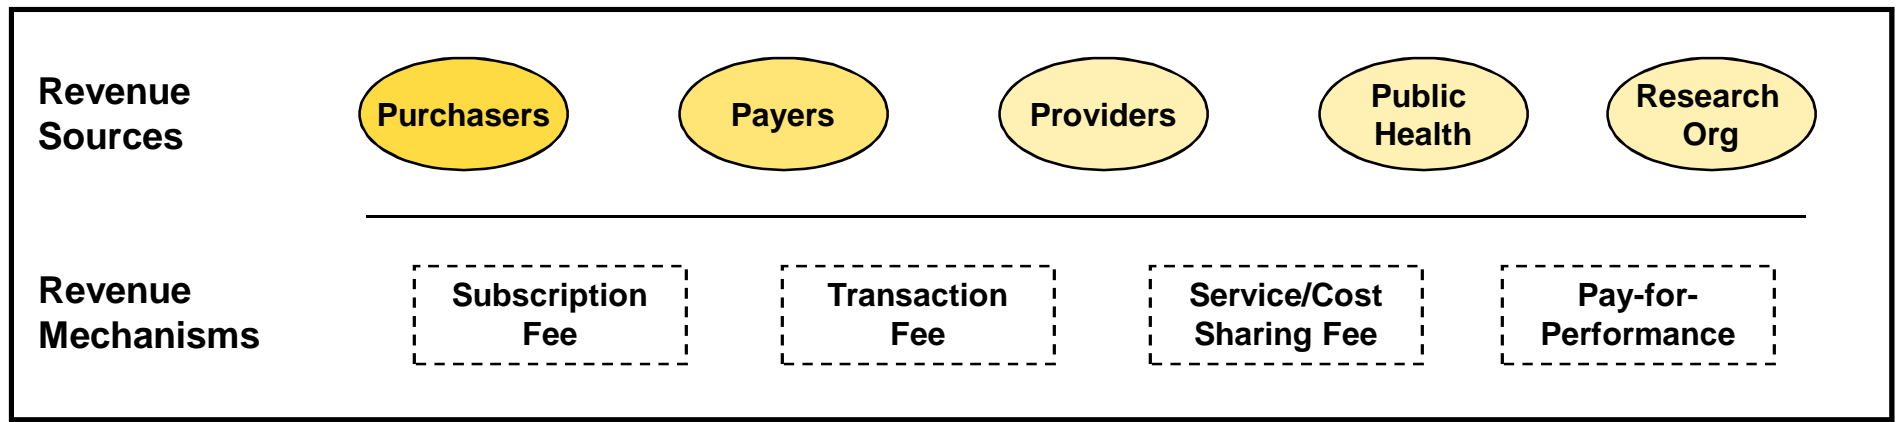 Revenue
Sources
Purchasers
Payers
Providers
Public
Health
Research
Org
Revenue
Mechanisms
Subscription
Fee
Transaction
Fee
Service/Cost
Sharing Fee
Pay-for-
Performance